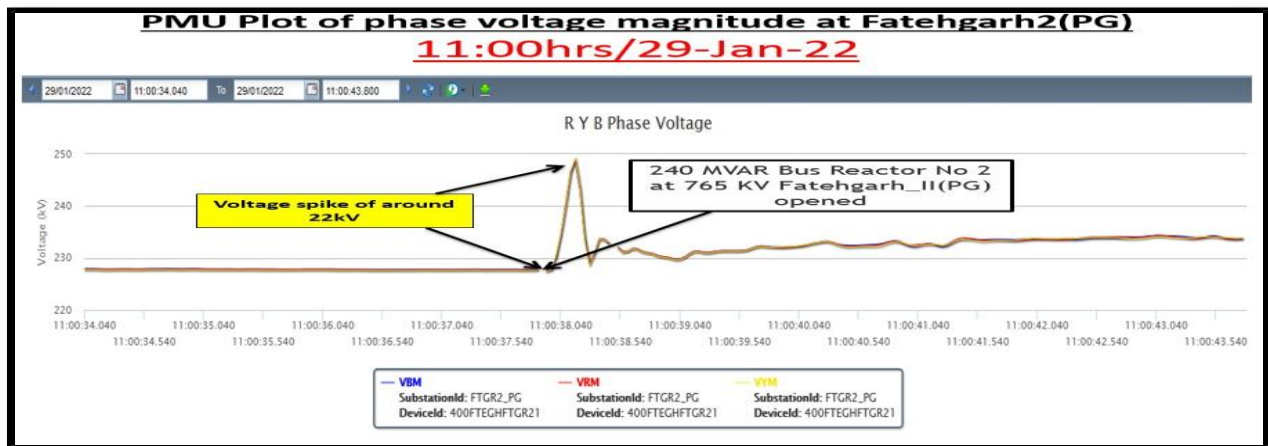 PMU Plot of phase voltage magnitude at Fatehgarh2(PG)
11:00hrs/29-Jan-22
29/01/2022 11:00:34.040 To 29/01/2022 11:00:43.800
R Y B Phase Voltage
250
240
230
220
Voltage (kV)
Voltage spike of around
22kV
240 MVAR Bus Reactor No 2
at 765 KV Fatehgarh_II(PG)
opened
11:00:34.040 11:00:35.040 11:00:36.040 11:00:37.040 11:00:38.040 11:00:39.040 11:00:40.040 11:00:41.040 11:00:42.040 11:00:43.040
11:00:34.540 11:00:35.540 11:00:36.540 11:00:37.540 11:00:38.540 11:00:39.540 11:00:40.540 11:00:41.540 11:00:42.540 11:00:43.540
VBM VRM VYM
SubstationId: FTGR2_PG SubstationId: FTGR2_PG SubstationId: FTGR2_PG
DeviceId: 400FTEGHFTGR21 DeviceId: 400FTEGHFTGR21 DeviceId: 400FTEGHFTGR21